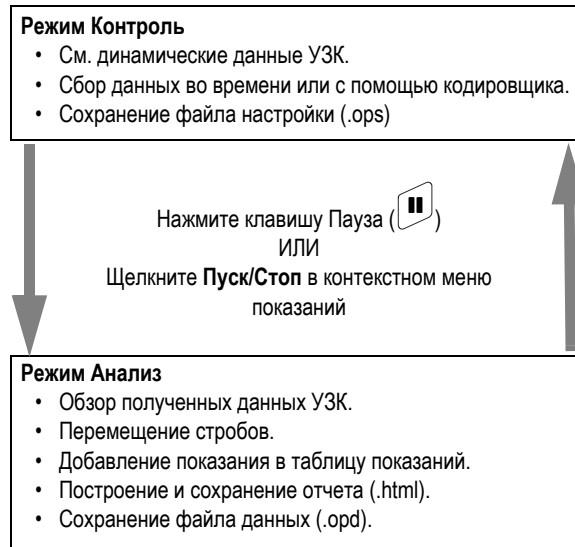 Режим Контроль
• См. динамические данные УЗК.
• Сбор данных во времени или с помощью кодировщика.
• Сохранение файла настройки (.ops)
Нажмите клавишу Пауза ( )
ИЛИ
Щелкните Пуск/Стоп в контекстном меню
показаний
Режим Анализ
• Обзор полученных данных УЗК.
• Перемещение стробов.
• Добавление показания в таблицу показаний.
• Построение и сохранение отчета (.html).
• Сохранение файла данных (.opd).